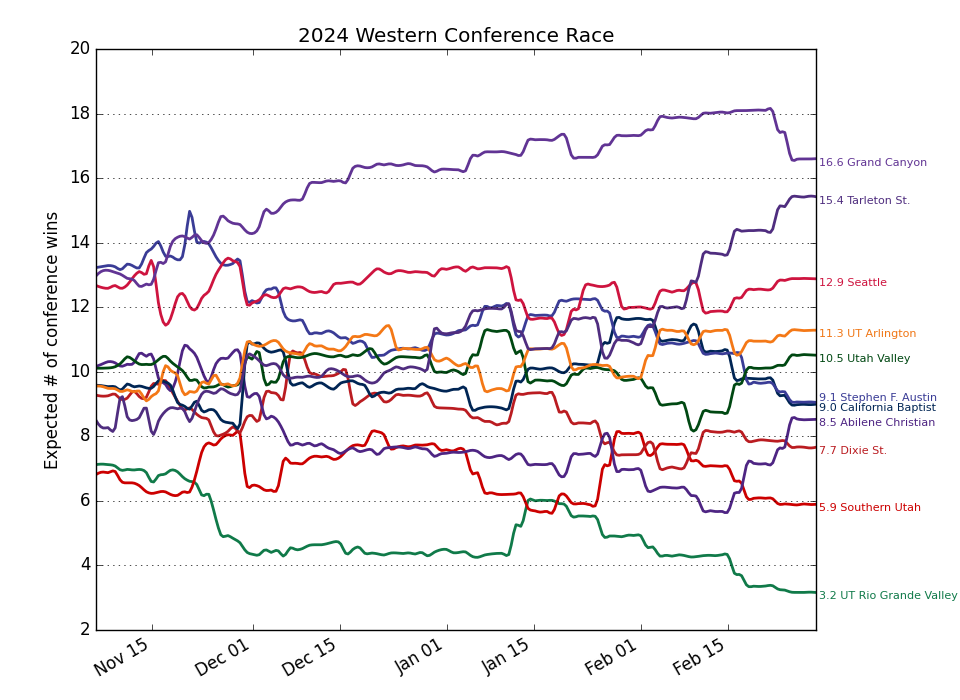 2024 Western Conference Race
Expected # of conference wins
20
18
16
14
12
10
8
6
4
2
Nov 15
Dec 01
Dec 15
Jan 01
Jan 15
Feb 01
Feb 15
16.6 Grand Canyon
15.4 Tarleton St.
12.9 Seattle
11.3 UT Arlington
10.5 Utah Valley
9.1 Stephen F. Austin
9.0 California Baptist
8.5 Abilene Christian
7.7 Dixie St.
5.9 Southern Utah
3.2 UT Rio Grande Valley